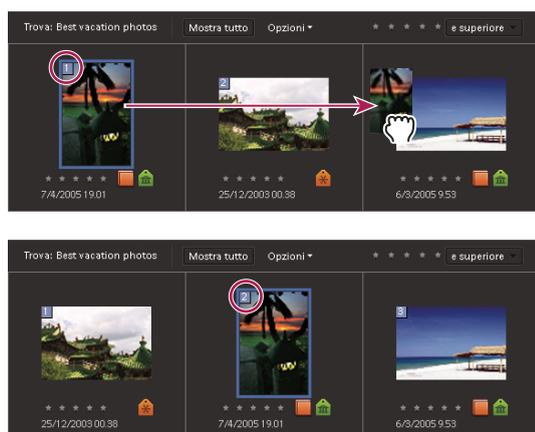 Trova: Best vacation photos Mostra tutto Opzioni e superiore
1 2
7/4/2005 19.01 25/12/2003 00.38 6/3/2005 9.53
Trova: Best vacation photos Mostra tutto Opzioni e superiore
1 2 3
25/12/2003 00.38 7/4/2005 19.01 6/3/2005 9.53